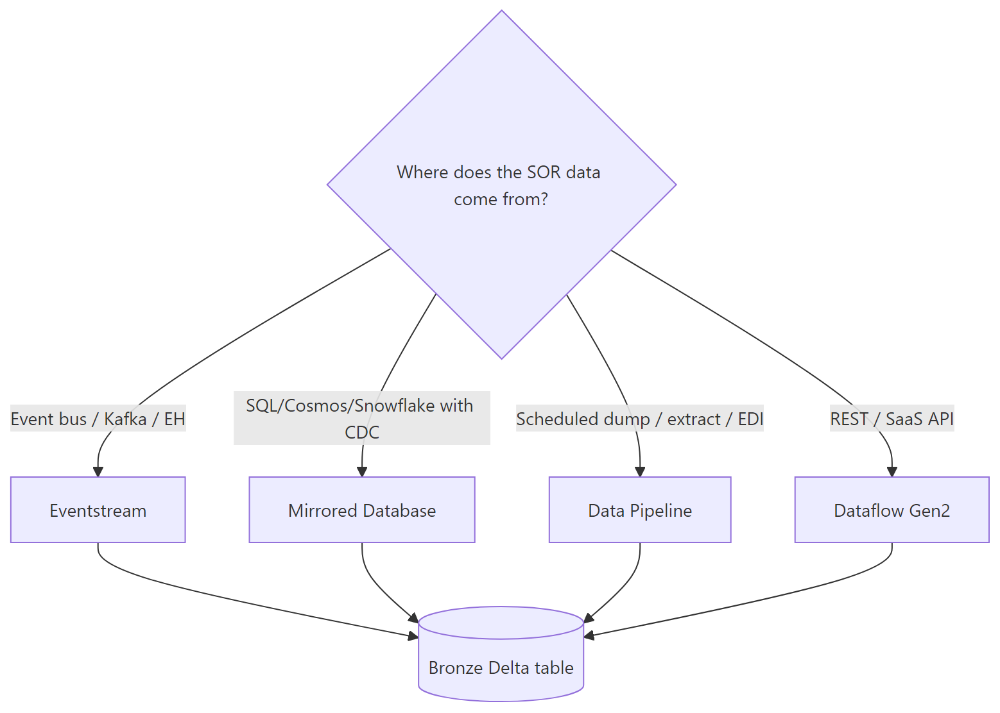 Where does the SOR data
come from?
Event bus / Kafka / EH
SQL/Cosmos/Snowflake with
CDC
Scheduled dump / extract / EDI
REST / SaaS API
Eventstream
Mirrored Database
Data Pipeline
Dataflow Gen2
Bronze Delta table